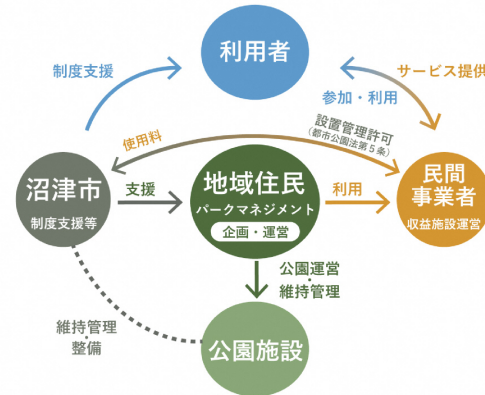 利用者
制度支援
サービス提供
参加・利用
使用料
設置管理許可
（都市公園法第５条）
沼津市
制度支援等
支援
地域住民
パークマネジメント
企画・運営
利用
民間
事業者
収益施設運営
公園運営
・
維持管理
維持管理
・
整備
公園施設